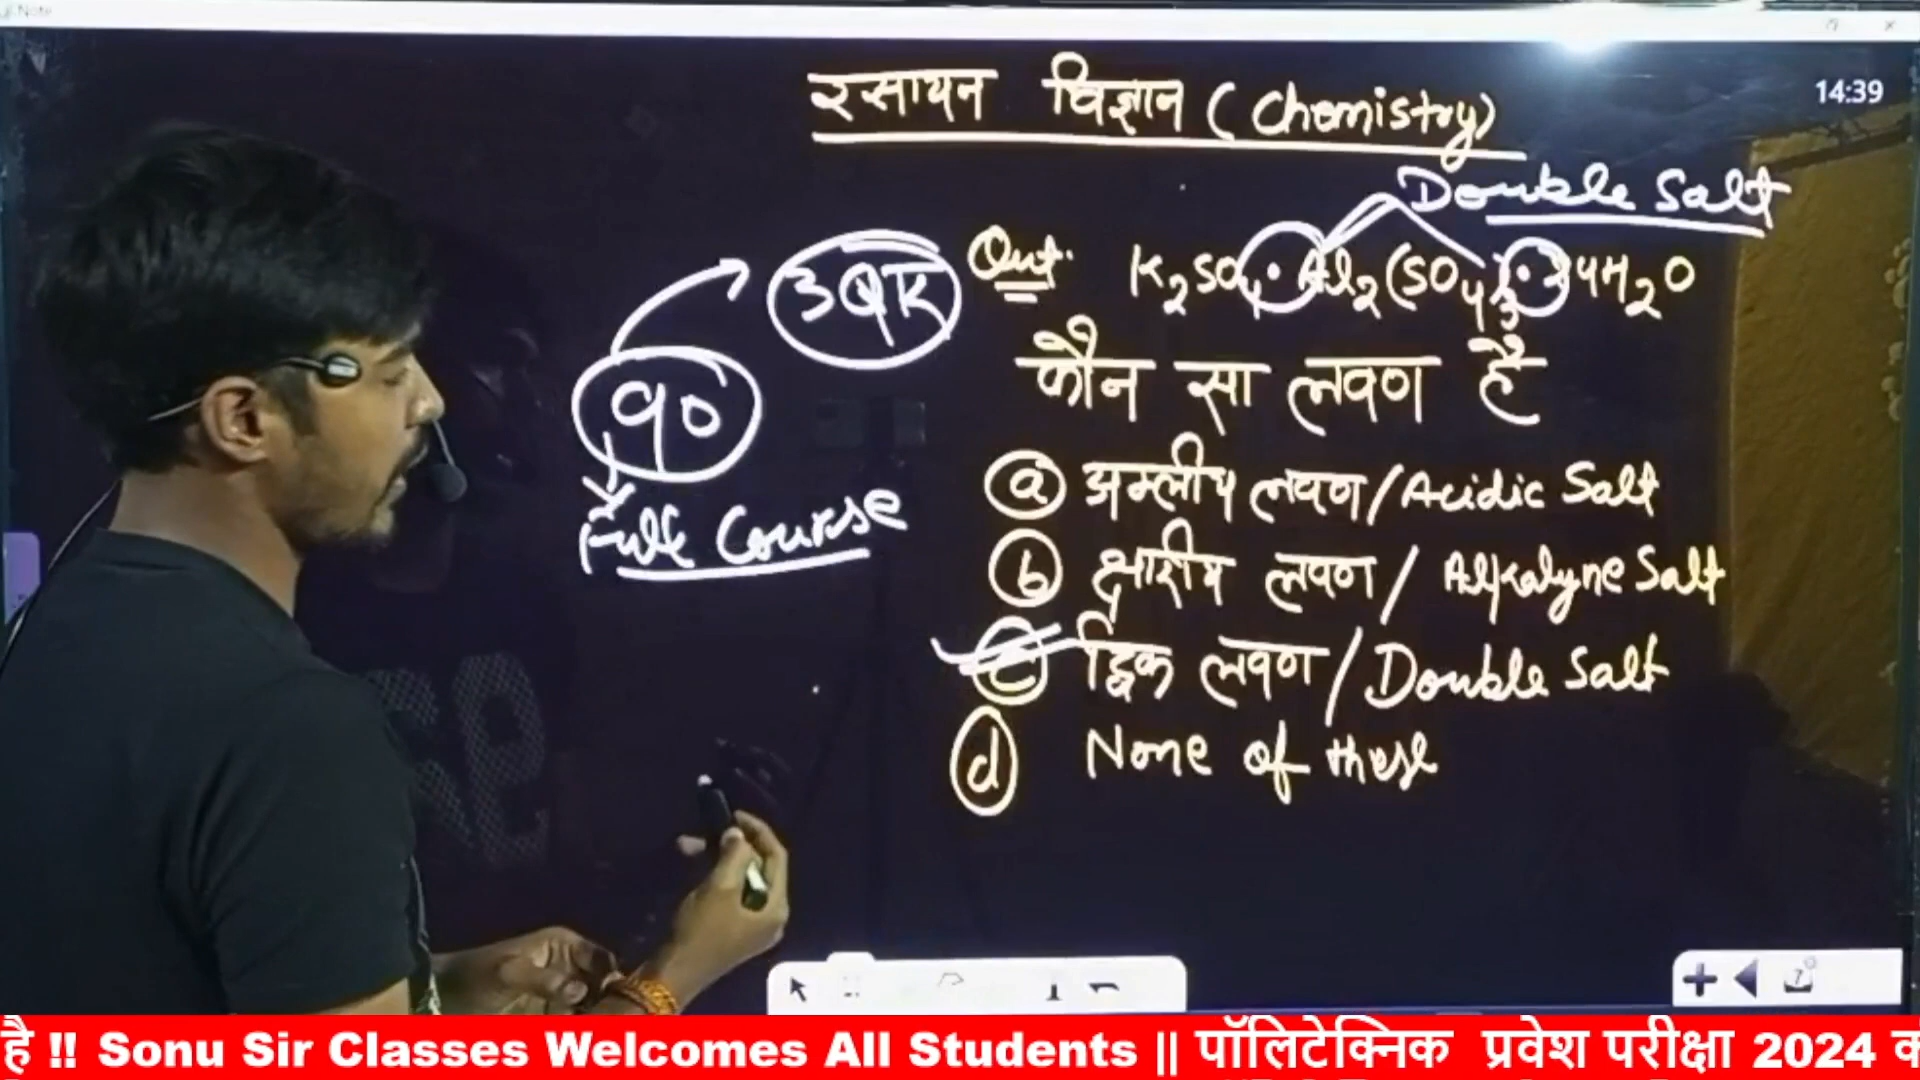 Note
14:39
रसायन विज्ञान (Chemistry)
Double Salt
Que: K2SO4 . Al2(SO4)3 . 24H2O
कौन सा लवण है
(a) अम्लीय लवण / Acidic Salt
(b) क्षारीय लवण / Alkalyne Salt
(c) द्विक लवण / Double Salt
(d) None of these
90
Full Course
है !! Sonu Sir Classes Welcomes All Students || पॉलिटेक्निक प्रवेश परीक्षा 2024 क